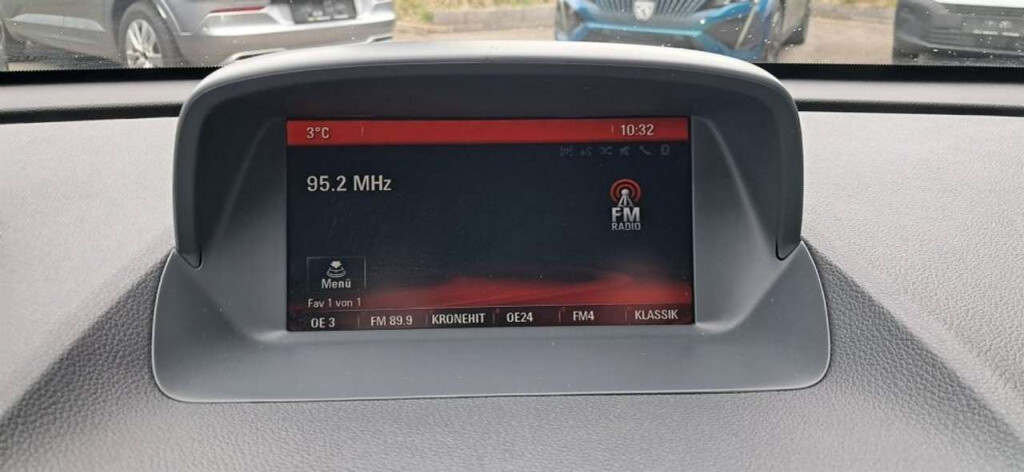 3°C 10:32
95.2 MHz
FM
RADIO
Menü
Fav 1 von 1
OE 3 FM 89.9 KRONEHIT OE24 FM4 KLASSIK